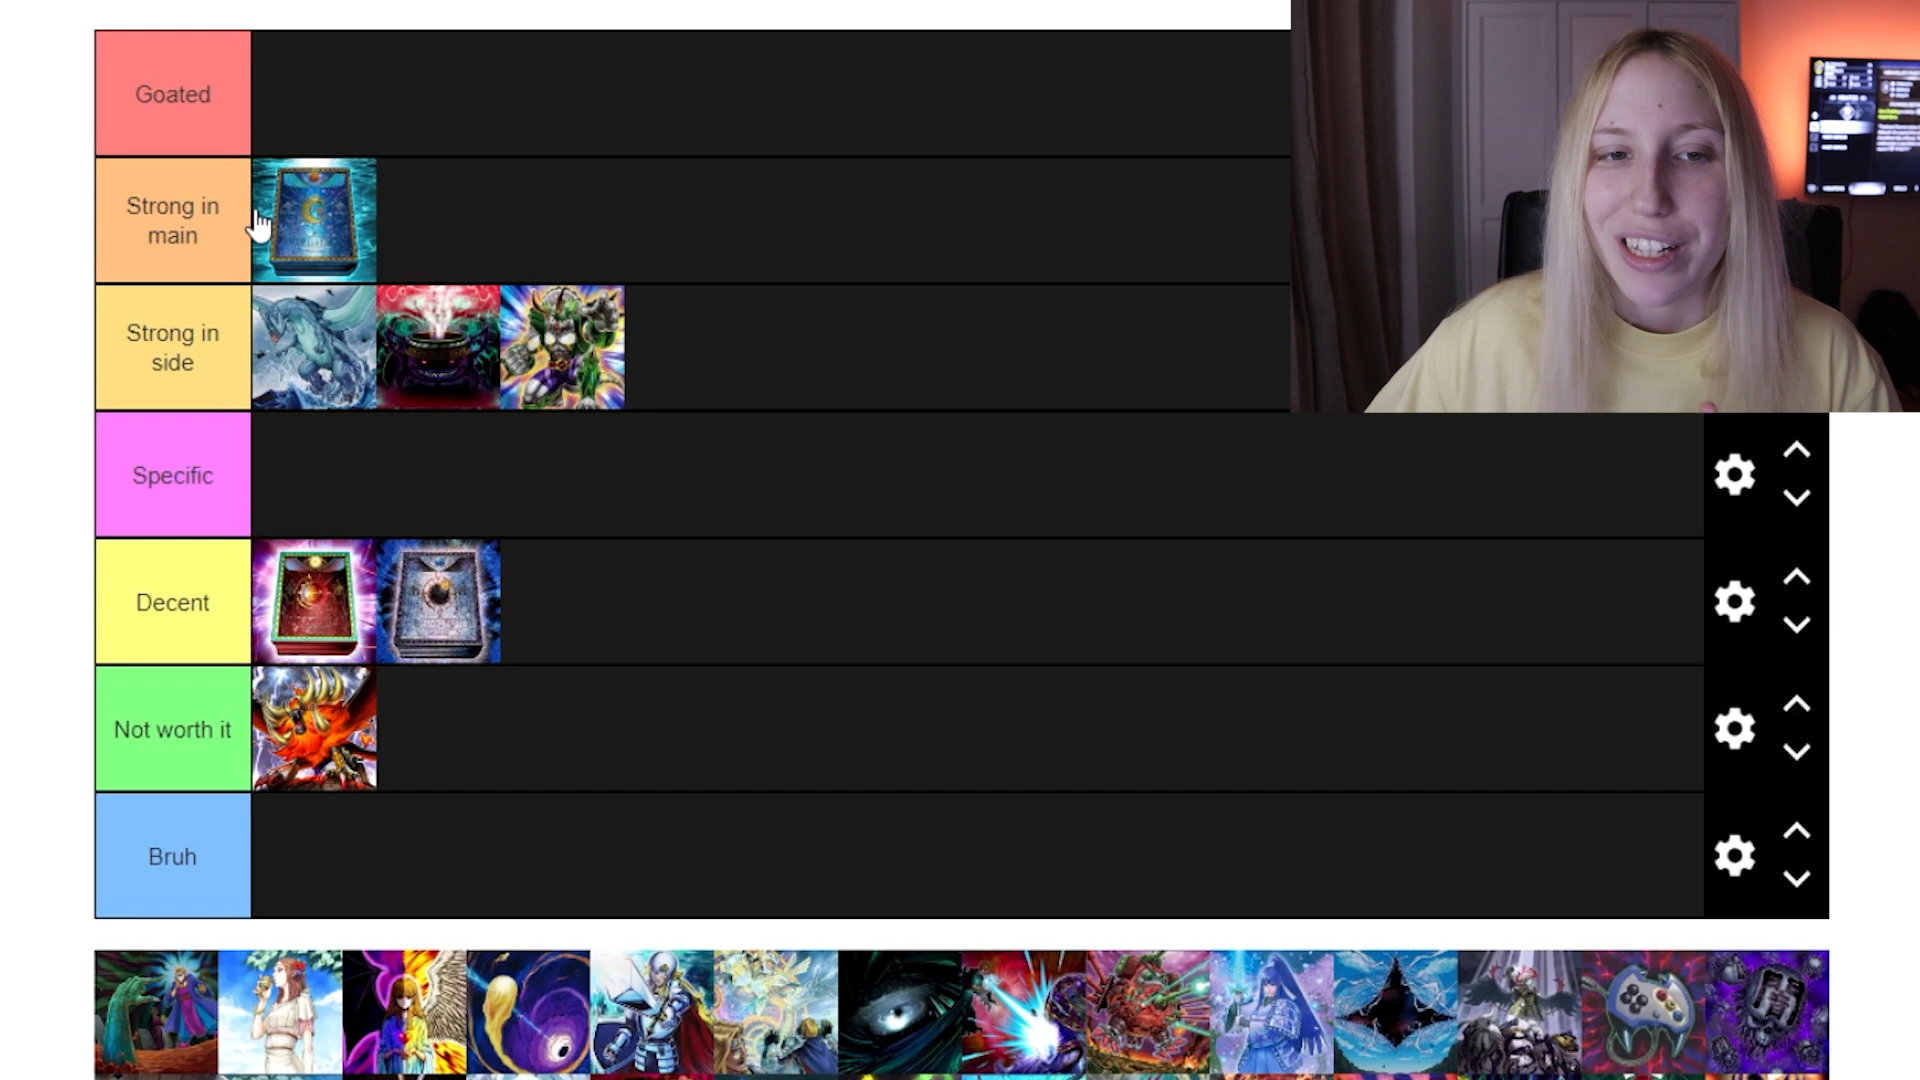 Goated
Strong in
main
Strong in
side
Specific
Decent
Not worth it
Bruh